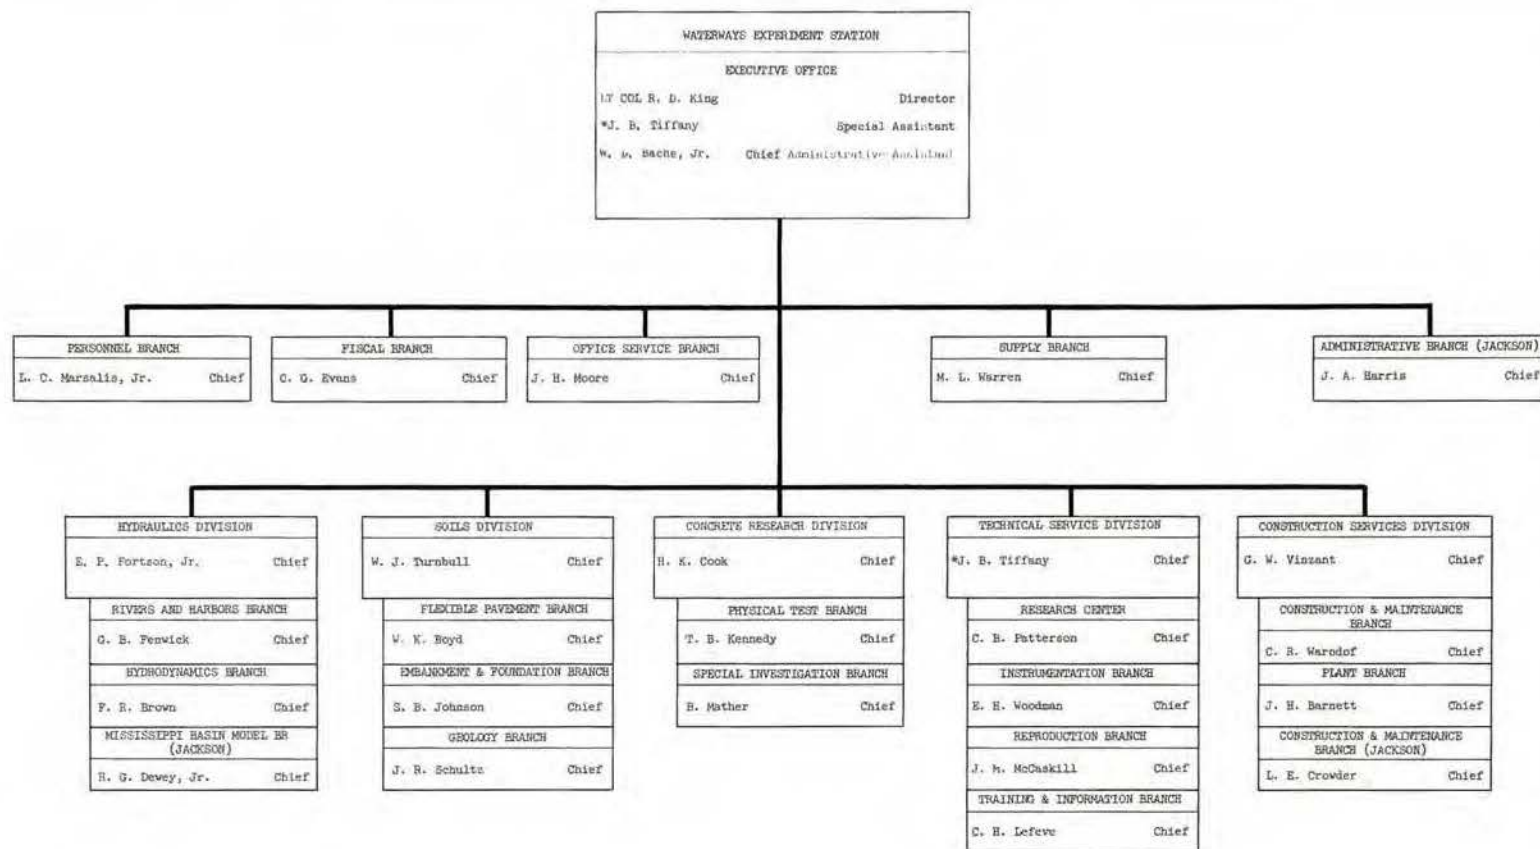 WATERWAYS EXPERIMENT STATION
EXECUTIVE OFFICE
LT COL R. D. King Director
*J. B. Tiffany Special Assistant
W. L. Bache, Jr. Chief Administrative Assistant
PERSONNEL BRANCH
L. C. Marsalis, Jr. Chief
FISCAL BRANCH
C. G. Evans Chief
OFFICE SERVICE BRANCH
J. H. Moore Chief
SUPPLY BRANCH
M. L. Warren Chief
ADMINISTRATIVE BRANCH (JACKSON)
J. A. Harris Chief
HYDRAULICS DIVISION
E. P. Fortson, Jr. Chief
RIVERS AND HARBORS BRANCH
G. B. Fenwick Chief
HYDRODYNAMICS BRANCH
F. R. Brown Chief
MISSISSIPPI BASIN MODEL BR
(JACKSON)
H. G. Dewey, Jr. Chief
SOILS DIVISION
W. J. Turnbull Chief
FLEXIBLE PAVEMENT BRANCH
W. K. Boyd Chief
EMBANKMENT & FOUNDATION BRANCH
S. B. Johnson Chief
GEOLOGY BRANCH
J. R. Schultz Chief
CONCRETE RESEARCH DIVISION
H. K. Cook Chief
PHYSICAL TEST BRANCH
T. B. Kennedy Chief
SPECIAL INVESTIGATION BRANCH
B. Mather Chief
TECHNICAL SERVICE DIVISION
*J. B. Tiffany Chief
RESEARCH CENTER
C. B. Patterson Chief
INSTRUMENTATION BRANCH
E. H. Woodman Chief
REPRODUCTION BRANCH
J. M. McCaskill Chief
TRAINING & INFORMATION BRANCH
C. H. Lefeve Chief
CONSTRUCTION SERVICES DIVISION
G. W. Vinzant Chief
CONSTRUCTION & MAINTENANCE
BRANCH
C. R. Warndof Chief
PLANT BRANCH
J. H. Barnett Chief
CONSTRUCTION & MAINTENANCE
BRANCH (JACKSON)
L. E. Crowder Chief